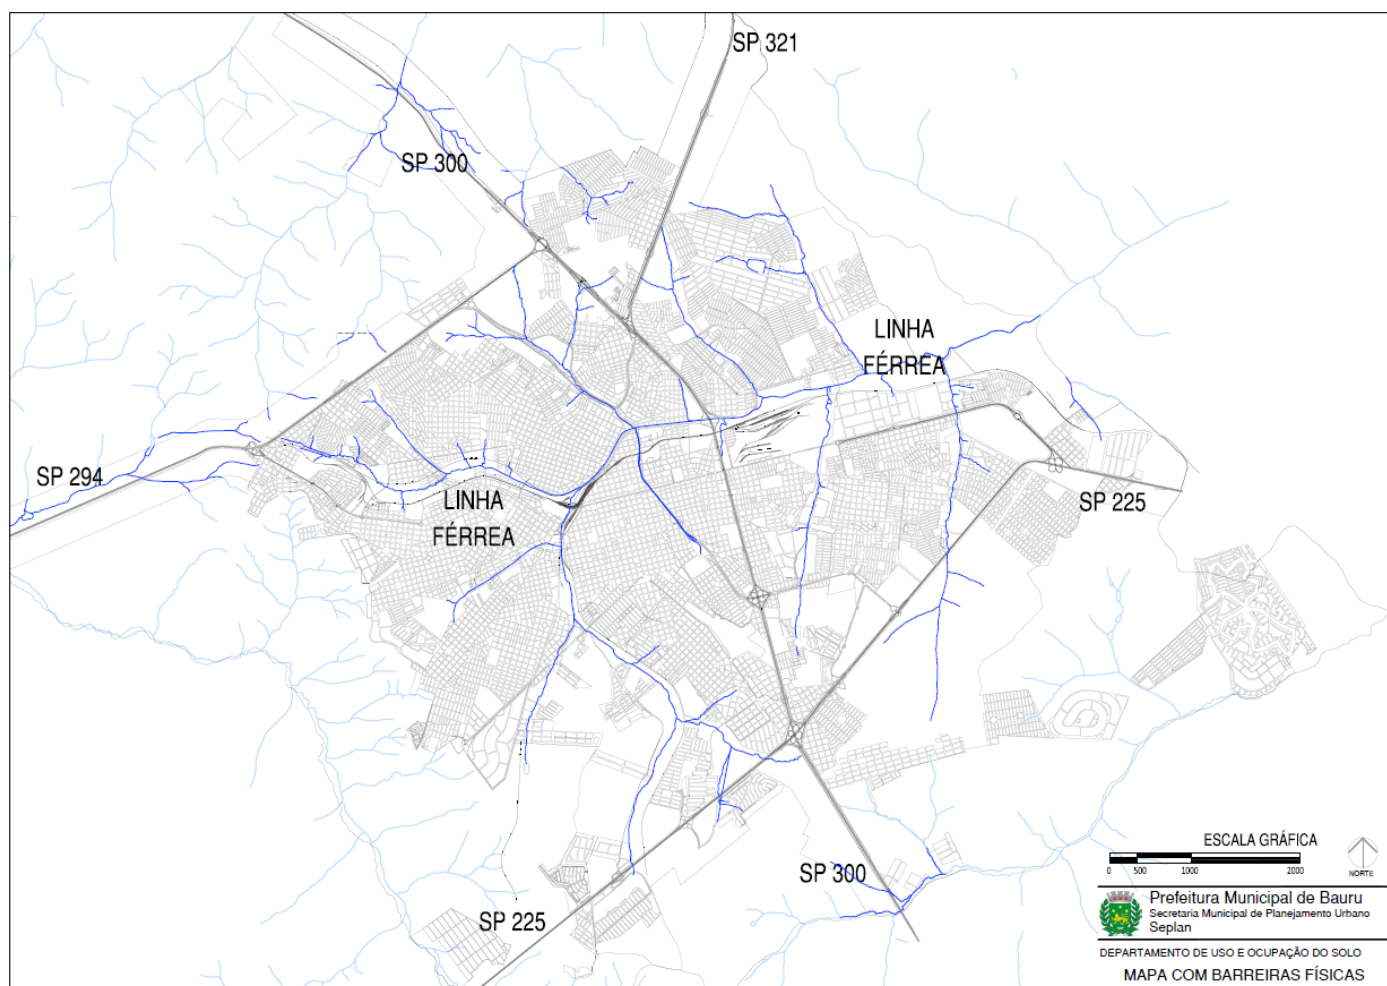 SP 321
SP 300
LINHA
FÉRREA
SP 294
LINHA
FÉRREA
SP 225
SP 300
SP 225
ESCALA GRÁFICA
0 500 1000 2000
NORTE
Prefeitura Municipal de Bauru
Secretaria Municipal de Planejamento Urbano
Seplan
DEPARTAMENTO DE USO E OCUPAÇÃO DO SOLO
MAPA COM BARREIRAS FÍSICAS